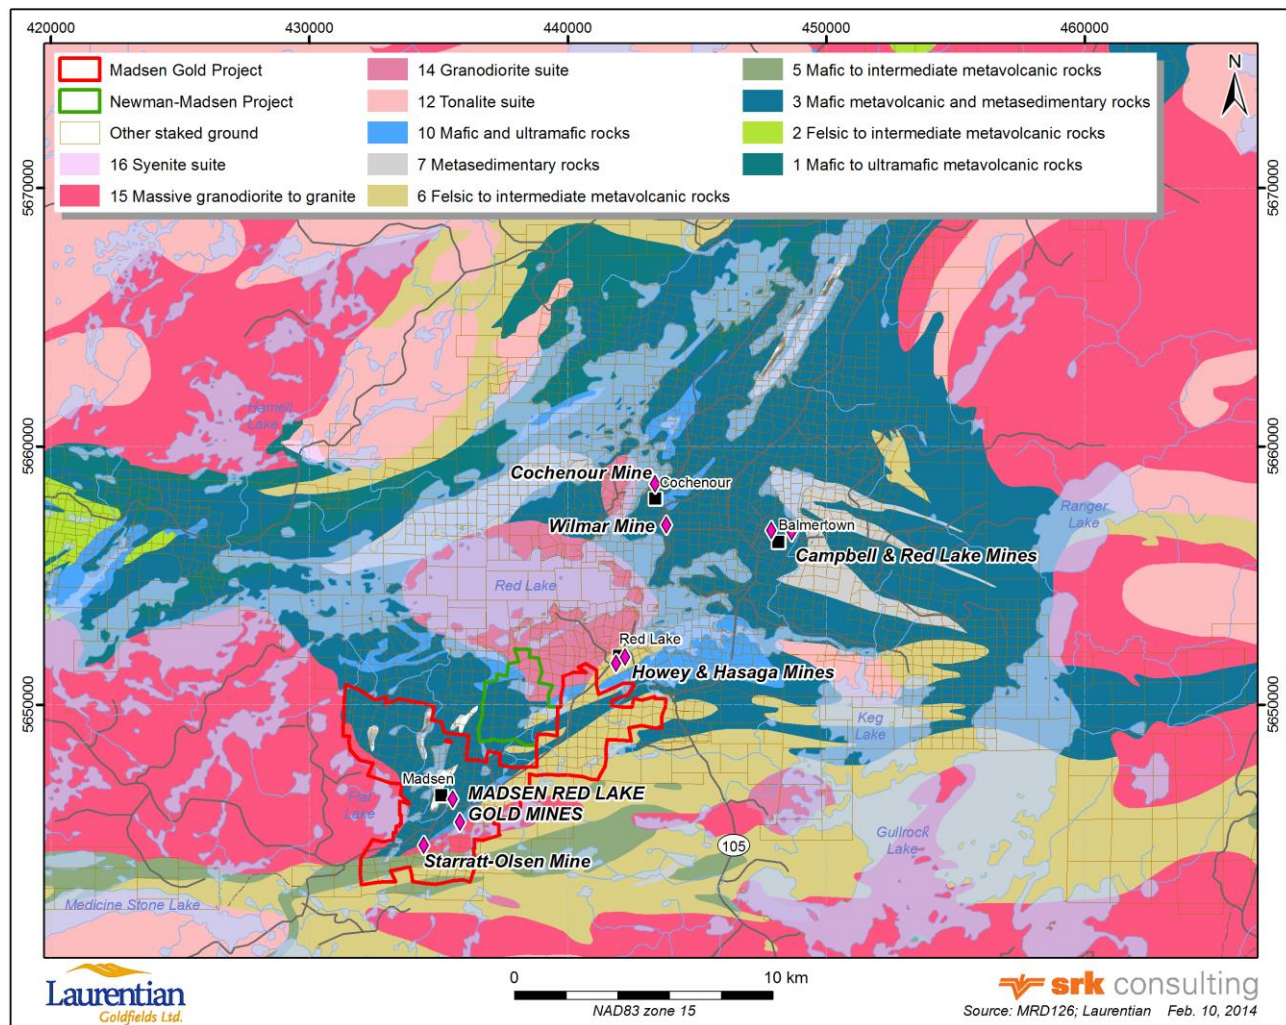 420000
430000
440000
450000
460000
N
Madsen Gold Project
Newman-Madsen Project
Other staked ground
16 Syenite suite
15 Massive granodiorite to granite
14 Granodiorite suite
12 Tonalite suite
10 Mafic and ultramafic rocks
7 Metasedimentary rocks
6 Felsic to intermediate metavolcanic rocks
5 Mafic to intermediate metavolcanic rocks
3 Mafic metavolcanic and metasedimentary rocks
2 Felsic to intermediate metavolcanic rocks
1 Mafic to ultramafic metavolcanic rocks
5670000
5670000
Lake
5660000
5660000
Cochenour Mine
Cochenour
Wilmar Mine
Balmertown
Campbell & Red Lake Mines
Ranger
Lake
Red Lake
Red Lake
Howey & Hasaga Mines
5650000
5650000
Keg
Lake
Madsen
MADSEN RED LAKE
GOLD MINES
Flat
Lake
Starratt-Olsen Mine
105
Gullrock
Lake
Medicine Stone Lake
Laurentian
Goldfields Ltd.
0
10 km
NAD83 zone 15
srk consulting
Source: MRD126; Laurentian Feb. 10, 2014